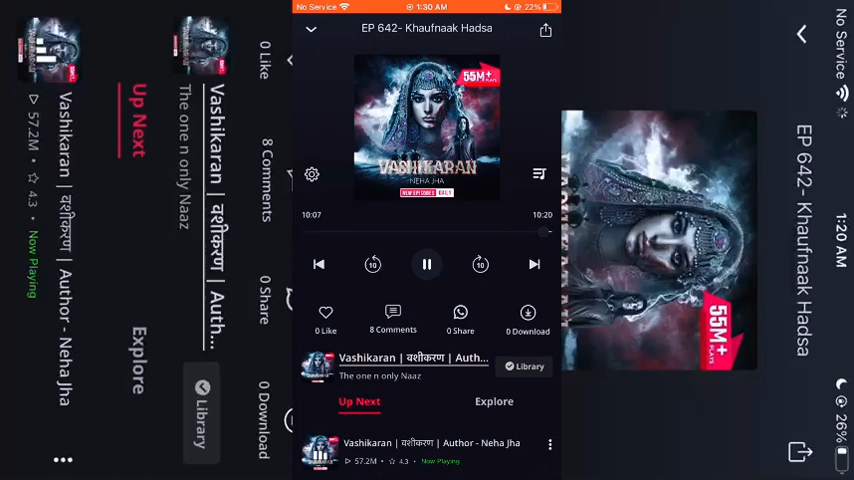 0 Like
8 Comments
0 Share
0 Download
Vashikaran | वशीकरण | Auth...
The one n only Naaz
Library
Up Next
Explore
Vashikaran | वशीकरण | Author - Neha Jha
57.2M • 4.3 • Now Playing
No Service 1:30 AM 22%
EP 642- Khaufnaak Hadsa
55M+
PLAYS
VASHIKARAN
NEHA JHA
NEW EPISODES DAILY
10:07 10:20
10 10
0 Like 8 Comments 0 Share 0 Download
Vashikaran | वशीकरण | Auth...
The one n only Naaz
Library
Up Next Explore
Vashikaran | वशीकरण | Author - Neha Jha
57.2M • 4.3 • Now Playing
No Service 1:20 AM 26%
EP 642- Khaufnaak Hadsa
55M+
PLAYS